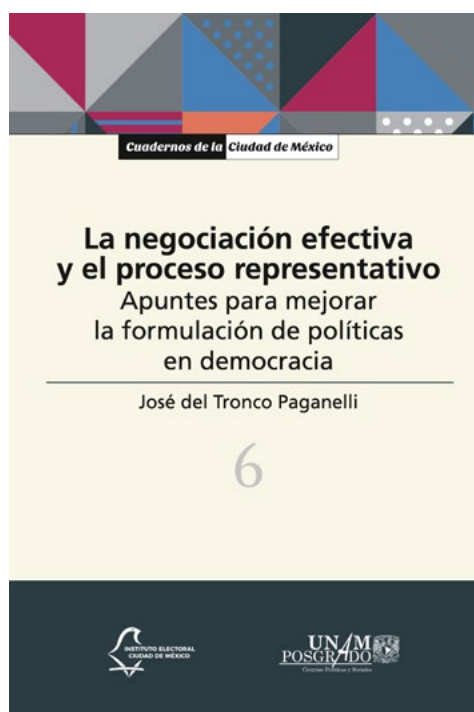 Cuadernos de la Ciudad de México
La negociación efectiva
y el proceso representativo
Apuntes para mejorar
la formulación de políticas
en democracia
José del Tronco Paganelli
6
INSTITUTO ELECTORAL
CIUDAD DE MÉXICO
UNAM
POSGRADO
Ciencias Políticas y Sociales